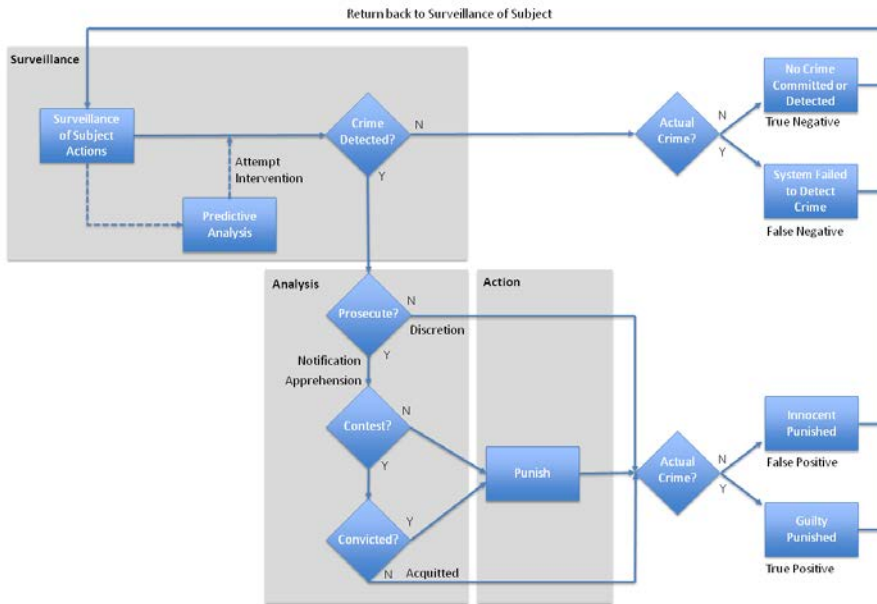 Return back to Surveillance of Subject
Surveillance
Surveillance
of Subject
Actions
Crime
Detected?
N
Y
Attempt
Intervention
Predictive
Analysis
Actual
Crime?
N
Y
No Crime
Committed or
Detected
True Negative
System Failed
to Detect
Crime
False Negative
Analysis
Action
Prosecute?
N
Discretion
Y
Notification
Apprehension
Contest?
N
Y
Punish
Convicted?
Y
N
Acquitted
Actual
Crime?
N
Y
Innocent
Punished
False Positive
Guilty
Punished
True Positive